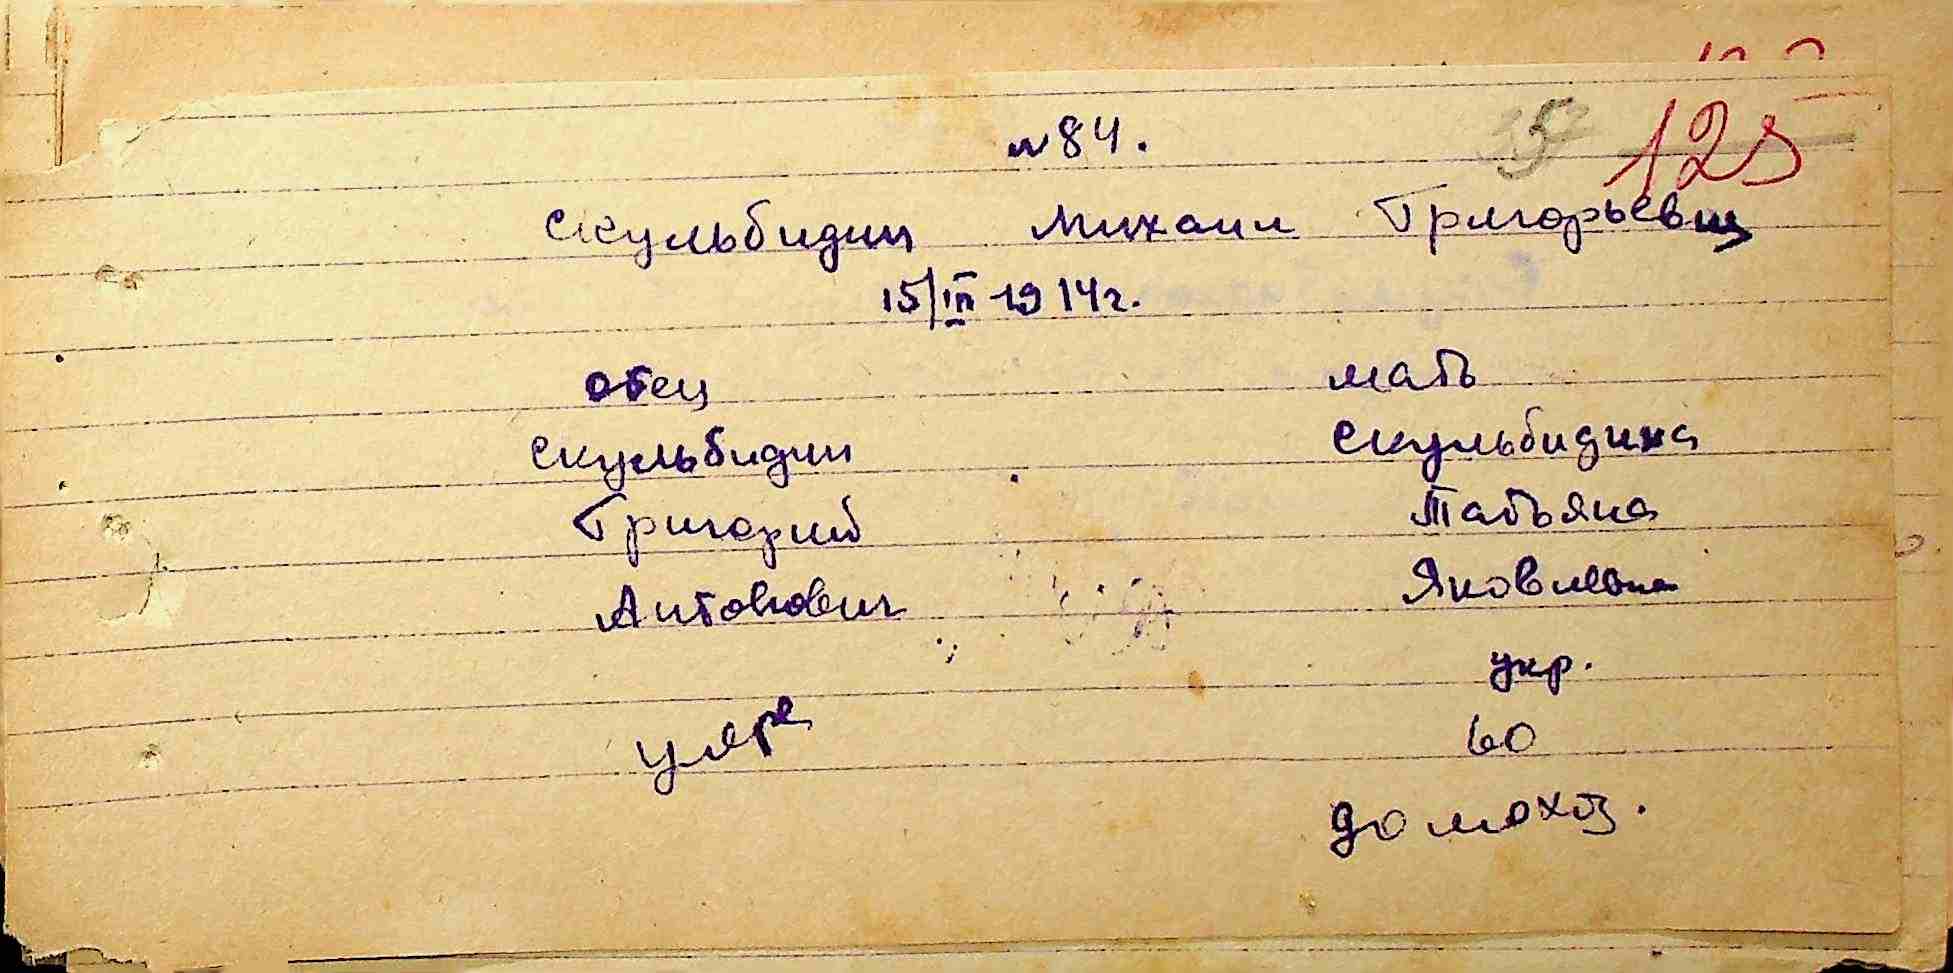 125
№84.
Скульбидин Михаил Григорьевич
15/III 1914г.
отец мать
Скульбидин Скульбидина
Григорий Татьяна
Антонович Яковлевна
укр.
умер 60
домохоз.